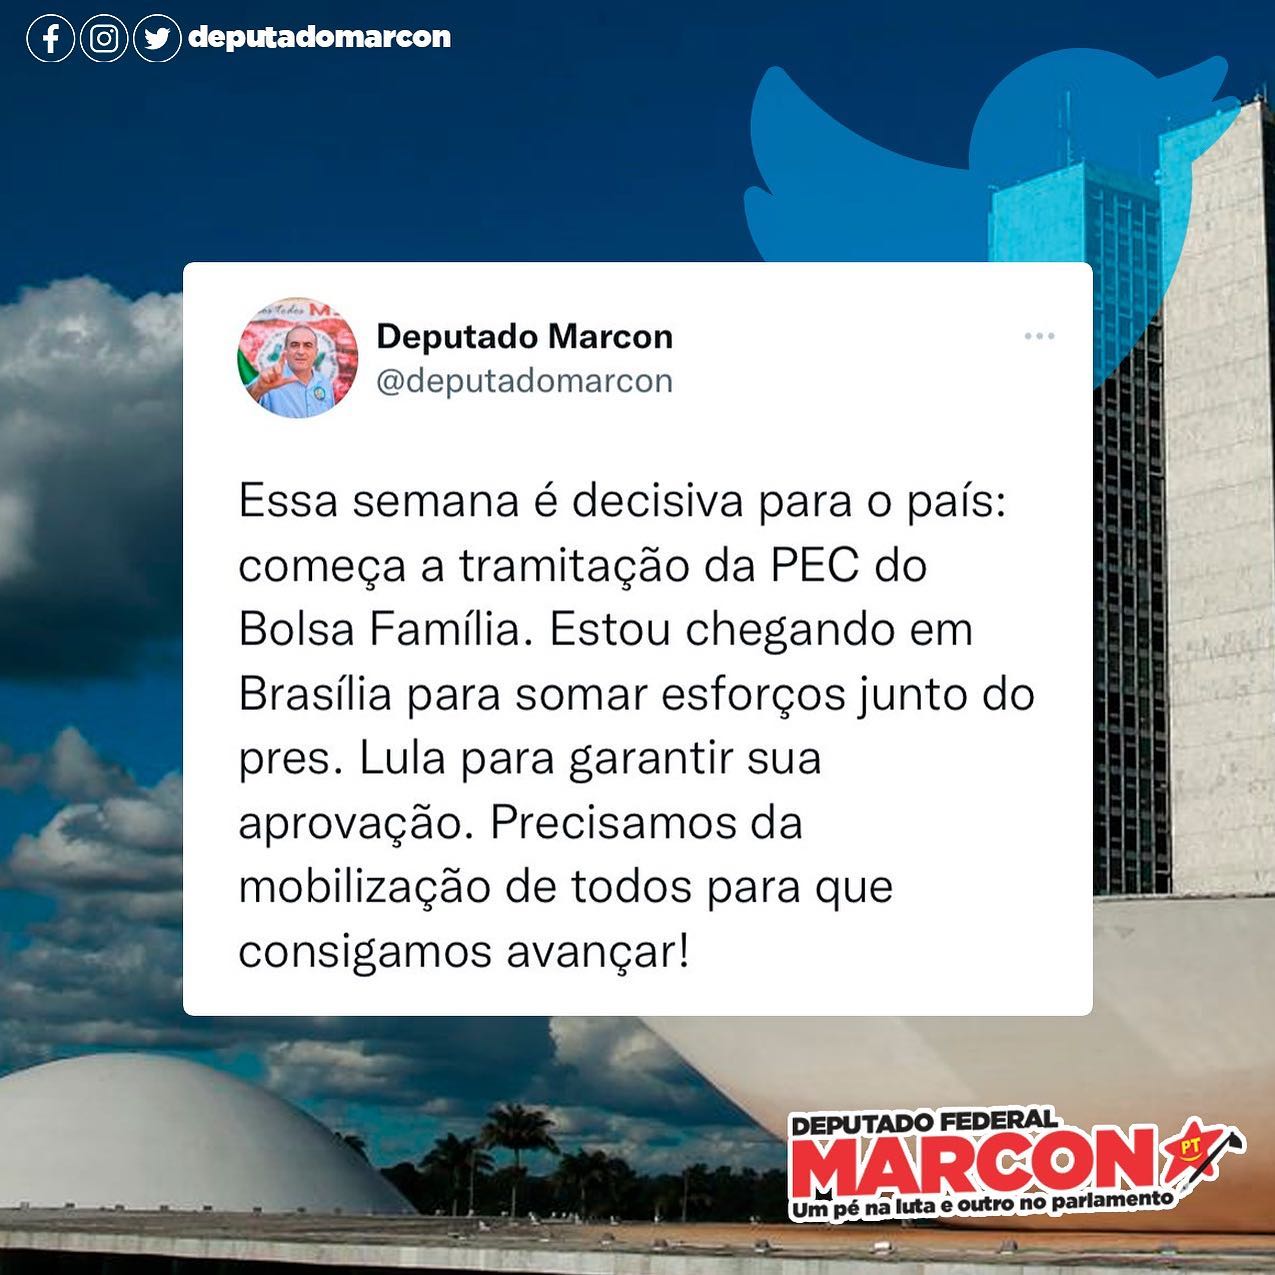 deputadomarcon
Deputado Marcon
@deputadomarcon
Essa semana é decisiva para o país:
começa a tramitação da PEC do
Bolsa Família. Estou chegando em
Brasília para somar esforços junto do
pres. Lula para garantir sua
aprovação. Precisamos da
mobilização de todos para que
consigamos avançar!
DEPUTADO FEDERAL
MARCON
PT
Um pé na luta e outro no parlamento